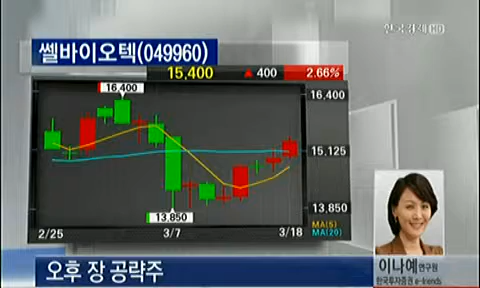 한국경제 HD
쎌바이오텍(049960)
15,400 ▲ 400 2.66%
16,400
16,400
15,125
13,850
13,850
2/25 3/7 3/18
MA(5)
MA(20)
이나예 연구원
한국투자증권 e-friends
오후 장 공략주